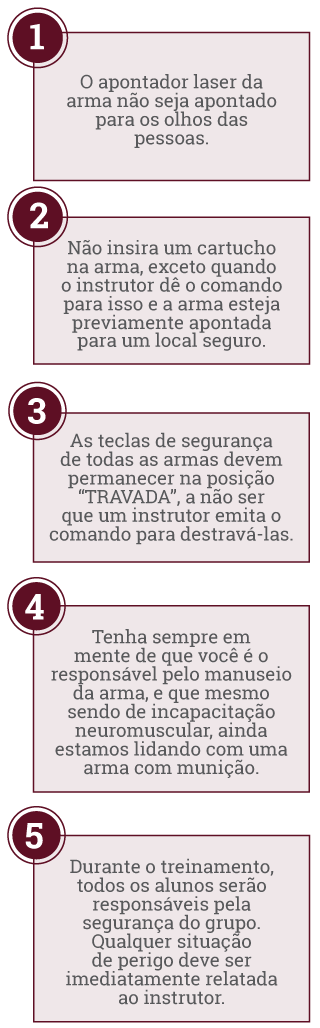 1
O apontador laser da
arma não seja apontado
para os olhos das
pessoas.
2
Não insira um cartucho
na arma, exceto quando
o instrutor dê o comando
para isso e a arma esteja
previamente apontada
para um local seguro.
3
As teclas de segurança
de todas as armas devem
permanecer na posição
“TRAVADA”, a não ser
que um instrutor emita o
comando para destravá-las.
4
Tenha sempre em
mente de que você é o
responsável pelo manuseio
da arma, e que mesmo
sendo de incapacitação
neuromuscular, ainda
estamos lidando com uma
arma com munição.
5
Durante o treinamento,
todos os alunos serão
responsáveis pela
segurança do grupo.
Qualquer situação
de perigo deve ser
imediatamente relatada
ao instrutor.